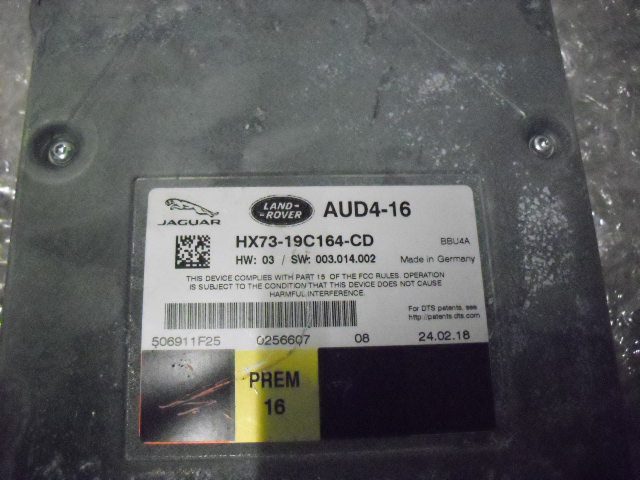 JAGUAR
LAND-
-ROVER
AUD4-16
HX73-19C164-CD
BBU4A
HW: 03 / SW: 003.014.002
Made in Germany
THIS DEVICE COMPLIES WITH PART 15 OF THE FCC RULES. OPERATION
IS SUBJECT TO THE CONDITION THAT THIS DEVICE DOES NOT CAUSE
HARMFUL INTERFERENCE.
For DTS patents, see
http://patents.dts.com.
506911F25 0256607 08 24.02.18
PREM
16